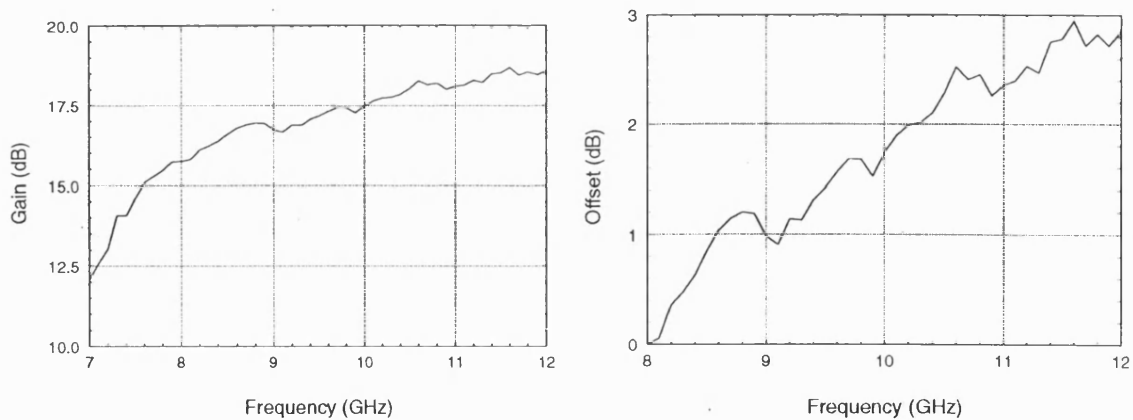 20.0
17.5
15.0
12.5
10.0
Gain (dB)
7 8 9 10 11 12
Frequency (GHz)
3
2
1
0
Offset (dB)
8 9 10 11 12
Frequency (GHz)